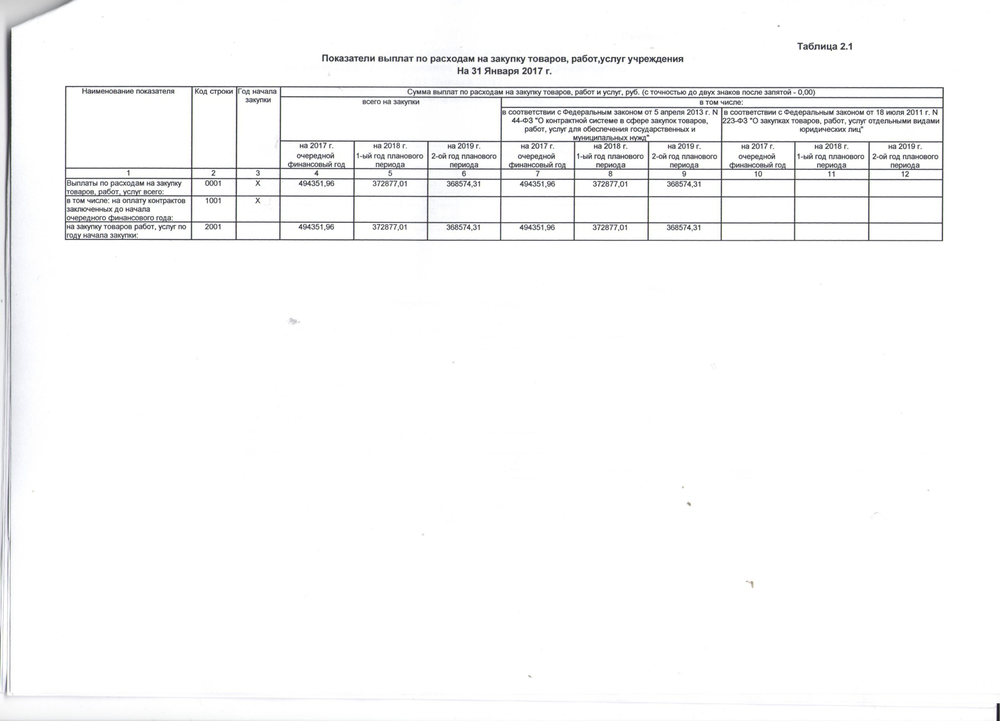 Таблица 2.1
Показатели выплат по расходам на закупку товаров, работ,услуг учреждения
На 31 Января 2017 г.
Наименование показателя
Код строки
Год начала
закупки
Сумма выплат по расходам на закупку товаров, работ и услуг, руб. (с точностью до двух знаков после запятой - 0,00)
всего на закупки
в том числе:
в соответствии с Федеральным законом от 5 апреля 2013 г. N
44-ФЗ "О контрактной системе в сфере закупок товаров,
работ, услуг для обеспечения государственных и
муниципальных нужд"
в соответствии с Федеральным законом от 18 июля 2011 г. N
223-ФЗ "О закупках товаров, работ, услуг отдельными видами
юридических лиц"
на 2017 г.
очередной
финансовый год
на 2018 г.
1-ый год планового
периода
на 2019 г.
2-ой год планового
периода
на 2017 г.
очередной
финансовый год
на 2018 г.
1-ый год планового
периода
на 2019 г.
2-ой год планового
периода
на 2017 г.
очередной
финансовый год
на 2018 г.
1-ый год планового
периода
на 2019 г.
2-ой год планового
периода
1 2 3 4 5 6 7 8 9 10 11 12
Выплаты по расходам на закупку
товаров, работ, услуг всего:
0001 X 494351,96 372877,01 368574,31 494351,96 372877,01 368574,31
в том числе: на оплату контрактов
заключенных до начала
очередного финансового года:
1001 X
на закупку товаров работ, услуг по
году начала закупки:
2001 494351,96 372877,01 368574,31 494351,96 372877,01 368574,31